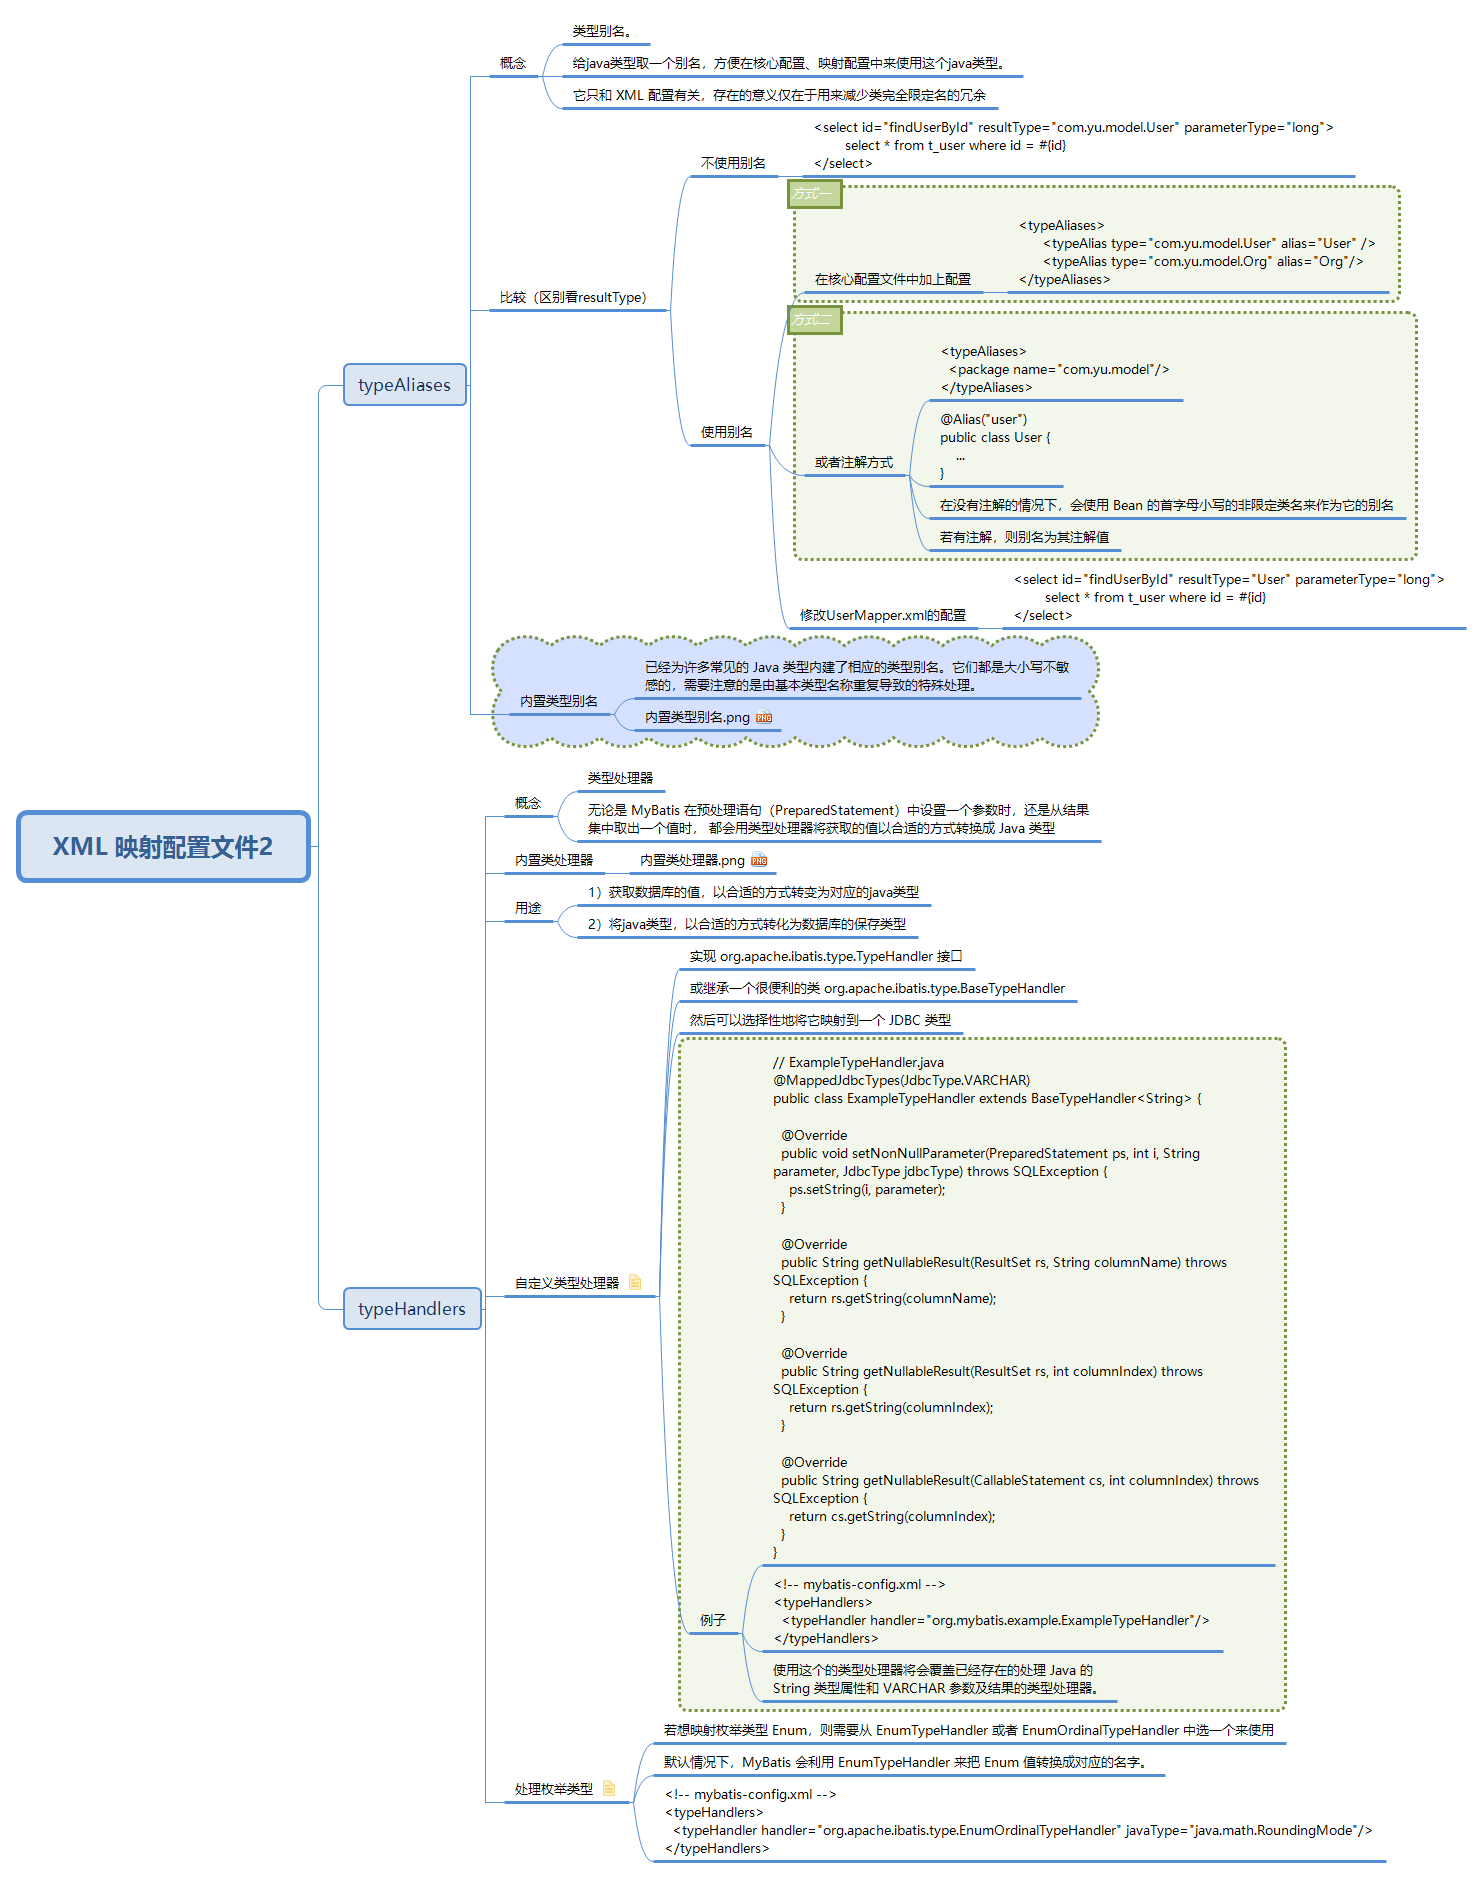 XML 映射配置文件2
typeAliases
概念
类型别名。
给java类型取一个别名，方便在核心配置、映射配置中来使用这个java类型。
它只和 XML 配置有关，存在的意义仅在于用来减少类完全限定名的冗余
比较（区别看resultType）
不使用别名
<select id="findUserById" resultType="com.yu.model.User" parameterType="long">
select * from t_user where id = #{id}
</select>
使用别名
方式一
在核心配置文件中加上配置
<typeAliases>
<typeAlias type="com.yu.model.User" alias="User" />
<typeAlias type="com.yu.model.Org" alias="Org"/>
</typeAliases>
方式二
或者注解方式
<typeAliases>
<package name="com.yu.model"/>
</typeAliases>
@Alias("user")
public class User {
...
}
在没有注解的情况下，会使用 Bean 的首字母小写的非限定类名来作为它的别名
若有注解，则别名为其注解值
修改UserMapper.xml的配置
<select id="findUserById" resultType="User" parameterType="long">
select * from t_user where id = #{id}
</select>
内置类型别名
已经为许多常见的 Java 类型内建了相应的类型别名。它们都是大小写不敏
感的，需要注意的是由基本类型名称重复导致的特殊处理。
内置类型别名.png
typeHandlers
概念
类型处理器
无论是 MyBatis 在预处理语句（PreparedStatement）中设置一个参数时，还是从结果
集中取出一个值时， 都会用类型处理器将获取的值以合适的方式转换成 Java 类型
内置类处理器
内置类处理器.png
用途
1）获取数据库的值，以合适的方式转变为对应的java类型
2）将java类型，以合适的方式转化为数据库的保存类型
自定义类型处理器
实现 org.apache.ibatis.type.TypeHandler 接口
或继承一个很便利的类 org.apache.ibatis.type.BaseTypeHandler
然后可以选择性地将它映射到一个 JDBC 类型
例子
// ExampleTypeHandler.java
@MappedJdbcTypes(JdbcType.VARCHAR)
public class ExampleTypeHandler extends BaseTypeHandler<String> {
@Override
public void setNonNullParameter(PreparedStatement ps, int i, String
parameter, JdbcType jdbcType) throws SQLException {
ps.setString(i, parameter);
}
@Override
public String getNullableResult(ResultSet rs, String columnName) throws
SQLException {
return rs.getString(columnName);
}
@Override
public String getNullableResult(ResultSet rs, int columnIndex) throws
SQLException {
return rs.getString(columnIndex);
}
@Override
public String getNullableResult(CallableStatement cs, int columnIndex) throws
SQLException {
return cs.getString(columnIndex);
}
}
<!-- mybatis-config.xml -->
<typeHandlers>
<typeHandler handler="org.mybatis.example.ExampleTypeHandler"/>
</typeHandlers>
使用这个的类型处理器将会覆盖已经存在的处理 Java 的
String 类型属性和 VARCHAR 参数及结果的类型处理器。
处理枚举类型
若想映射枚举类型 Enum，则需要从 EnumTypeHandler 或者 EnumOrdinalTypeHandler 中选一个来使用
默认情况下，MyBatis 会利用 EnumTypeHandler 来把 Enum 值转换成对应的名字。
<!-- mybatis-config.xml -->
<typeHandlers>
<typeHandler handler="org.apache.ibatis.type.EnumOrdinalTypeHandler" javaType="java.math.RoundingMode"/>
</typeHandlers>